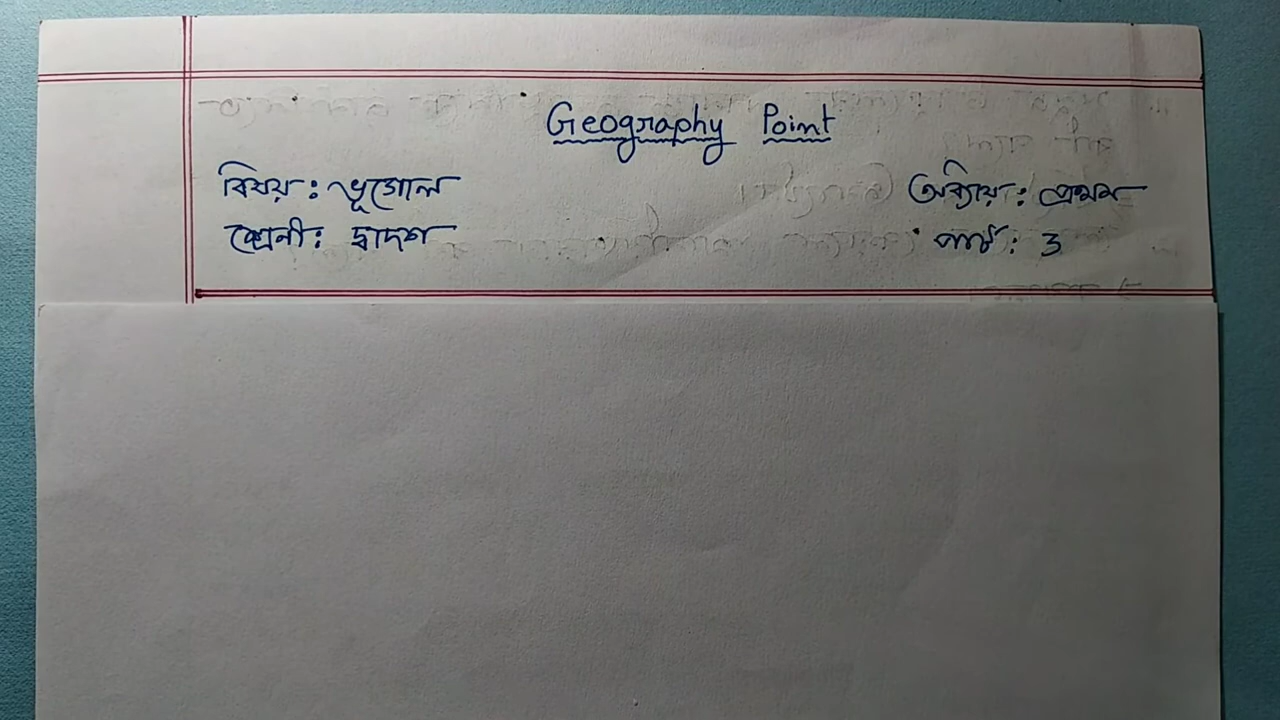 Geography Point
বিষয় : ভূগোল
অধ্যায় : প্রথম
শ্রেনী : দ্বাদশ
পার্ট : 3